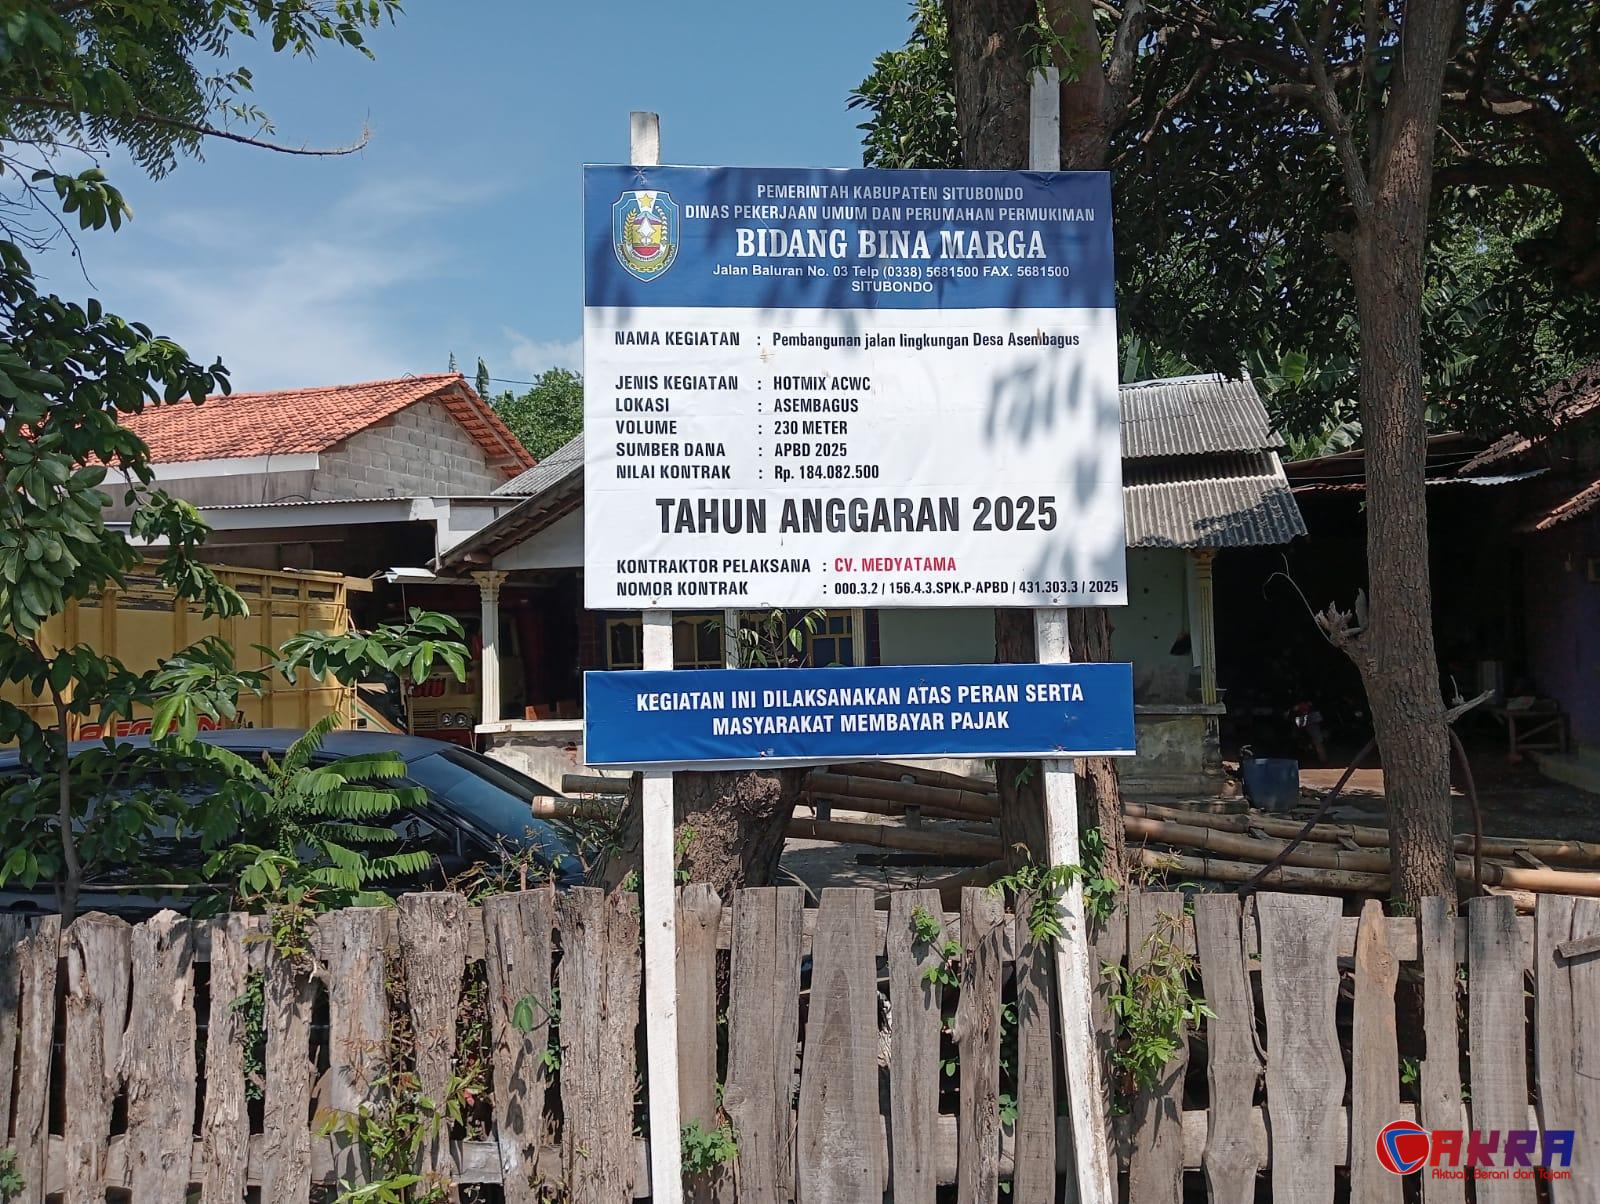 PEMERINTAH KABUPATEN SITUBONDO
DINAS PEKERJAAN UMUM DAN PERUMAHAN PERMUKIMAN
BIDANG BINA MARGA
Jalan Baluran No. 03 Telp (0338) 5681500 FAX. 5681500
SITUBONDO
NAMA KEGIATAN : Pembangunan jalan lingkungan Desa Asembagus
JENIS KEGIATAN : HOTMIX ACWC
LOKASI : ASEMBAGUS
VOLUME : 230 METER
SUMBER DANA : APBD 2025
NILAI KONTRAK : Rp. 184.082.500
TAHUN ANGGARAN 2025
KONTRAKTOR PELAKSANA : CV. MEDYATAMA
NOMOR KONTRAK : 000.3.2 / 156.4.3.SPK.P-APBD / 431.303.3 / 2025
KEGIATAN INI DILAKSANAKAN ATAS PERAN SERTA
MASYARAKAT MEMBAYAR PAJAK
CAKRA
Aktual, Berani dan Tajam